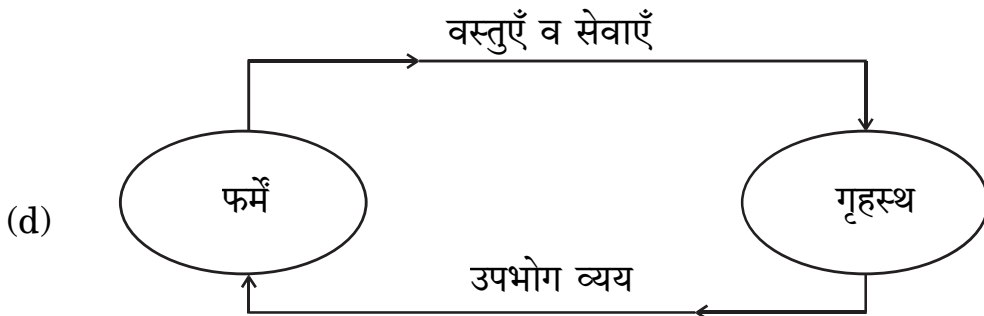 वस्तुएँ व सेवाएँ
(d) फर्में गृहस्थ
उपभोग व्यय